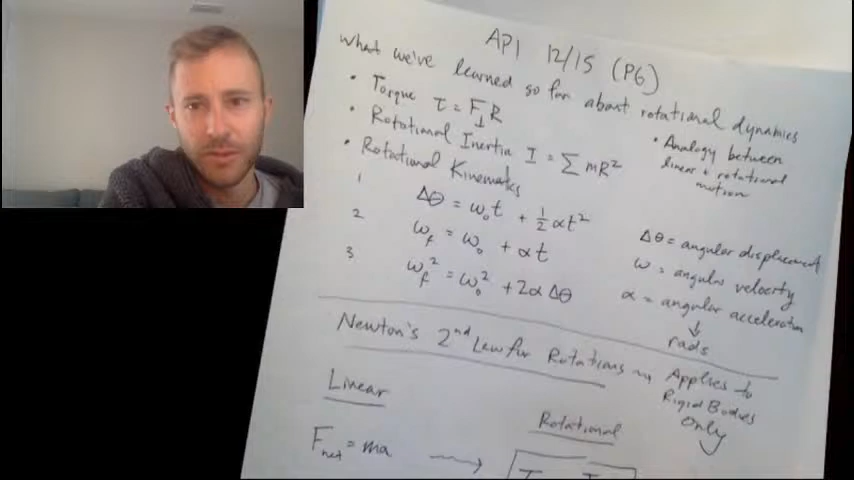 AP1 12/15 (P6)
What we've learned so far about rotational dynamics
• Torque τ = F⊥R
• Rotational Inertia I = ∑ mR²
• Rotational Kinematics
1 Δθ = ω₀t + ½αt²
2 ωf = ω₀ + αt
3 ωf² = ω₀² + 2αΔθ
• Analogy between
linear + rotational
motion
Δθ = angular displacement
ω = angular velocity
α = angular acceleration
↓
rads
Newton's 2nd Law for Rotations
Applies to
Rigid Bodies
Only
Linear
Rotational
Fnet = ma